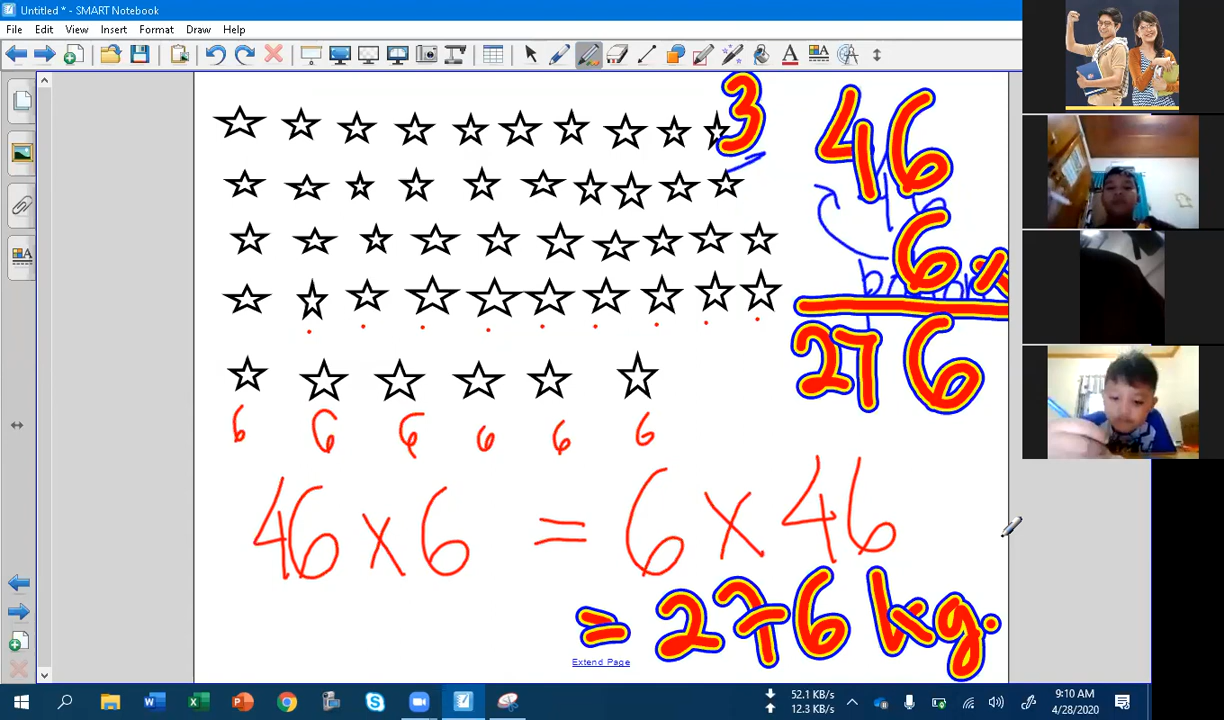 Untitled * - SMART Notebook
File Edit View Insert Format Draw Help
3
46
6 x
276
6 6 6 6 6 6
46 x 6 = 6 x 46
= 276 kg.
Extend Page
52.1 KB/s
12.3 KB/s
9:10 AM
4/28/2020